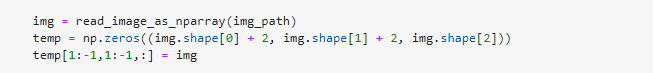 img = read_image_as_nparray(img_path)
temp = np.zeros((img.shape[0] + 2, img.shape[1] + 2, img.shape[2]))
temp[1:-1,1:-1,:] = img